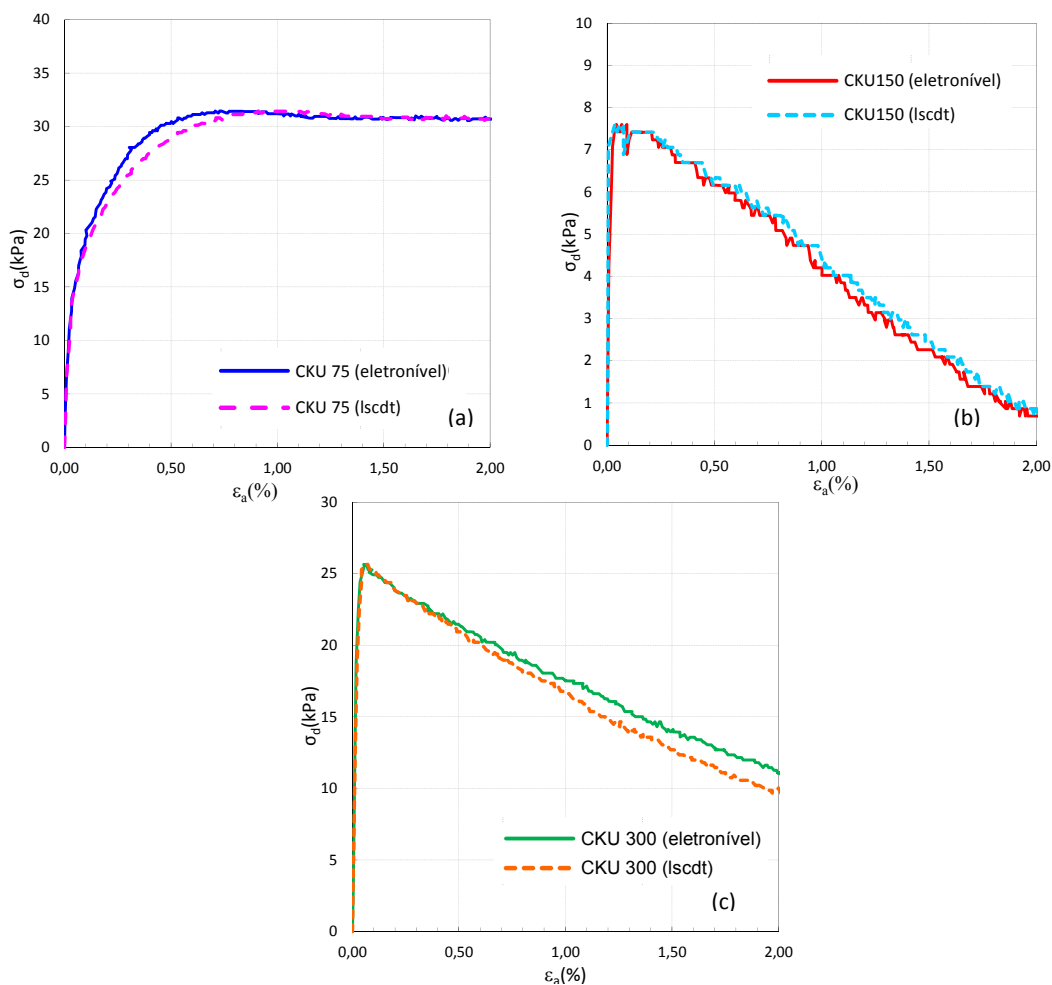 40
35
30
25
20
15
10
5
0
σd(kPa)
CKU 75 (eletronível)
CKU 75 (lscdt)
(a)
0,00 0,50 1,00 1,50 2,00
εa(%)
10
9
8
7
6
5
4
3
2
1
0
σd(kPa)
CKU150 (eletronível)
CKU150 (lscdt)
(b)
0,00 0,50 1,00 1,50 2,00
εa(%)
30
25
20
15
10
5
0
σd(kPa)
CKU 300 (eletronível)
CKU 300 (lscdt)
(c)
0,00 0,50 1,00 1,50 2,00
εa(%)